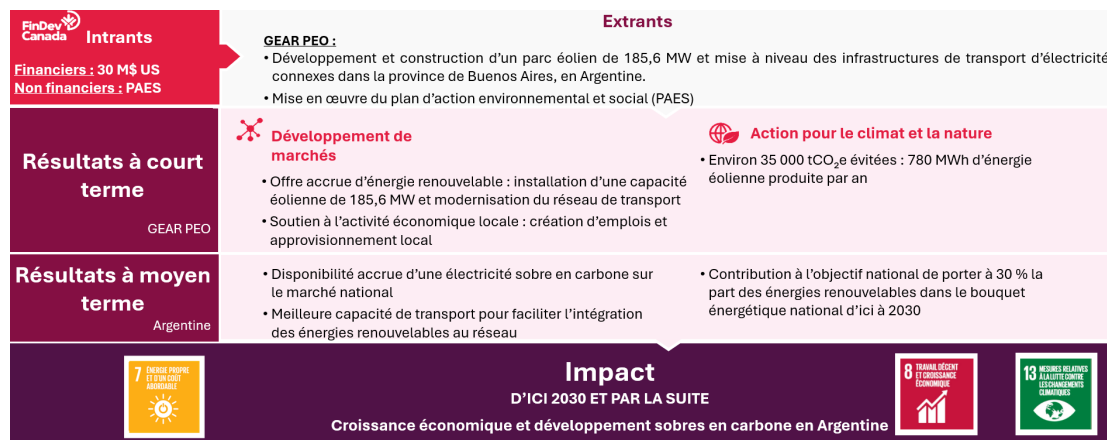 FinDev
Canada
Intrants
Financiers : 30 M$ US
Non financiers : PAES
Extrants
GEAR PEO :
• Développement et construction d’un parc éolien de 185,6 MW et mise à niveau des infrastructures de transport d’électricité
connexes dans la province de Buenos Aires, en Argentine.
• Mise en œuvre du plan d’action environnemental et social (PAES)
Résultats à court
terme
GEAR PEO
Développement de
marchés
• Offre accrue d’énergie renouvelable : installation d’une capacité
éolienne de 185,6 MW et modernisation du réseau de transport
• Soutien à l’activité économique locale : création d’emplois et
approvisionnement local
Action pour le climat et la nature
• Environ 35 000 tCO₂e évitées : 780 MWh d’énergie
éolienne produite par an
Résultats à moyen
terme
Argentine
• Disponibilité accrue d’une électricité sobre en carbone sur
le marché national
• Meilleure capacité de transport pour faciliter l’intégration
des énergies renouvelables au réseau
• Contribution à l’objectif national de porter à 30 % la
part des énergies renouvelables dans le bouquet
énergétique national d’ici à 2030
7 ÉNERGIE PROPRE
ET D’UN COÛT
ABORDABLE
Impact
D’ICI 2030 ET PAR LA SUITE
Croissance économique et développement sobres en carbone en Argentine
8 TRAVAIL DÉCENT
ET CROISSANCE
ÉCONOMIQUE
13 MESURES RELATIVES
À LA LUTTE CONTRE
LES CHANGEMENTS
CLIMATIQUES